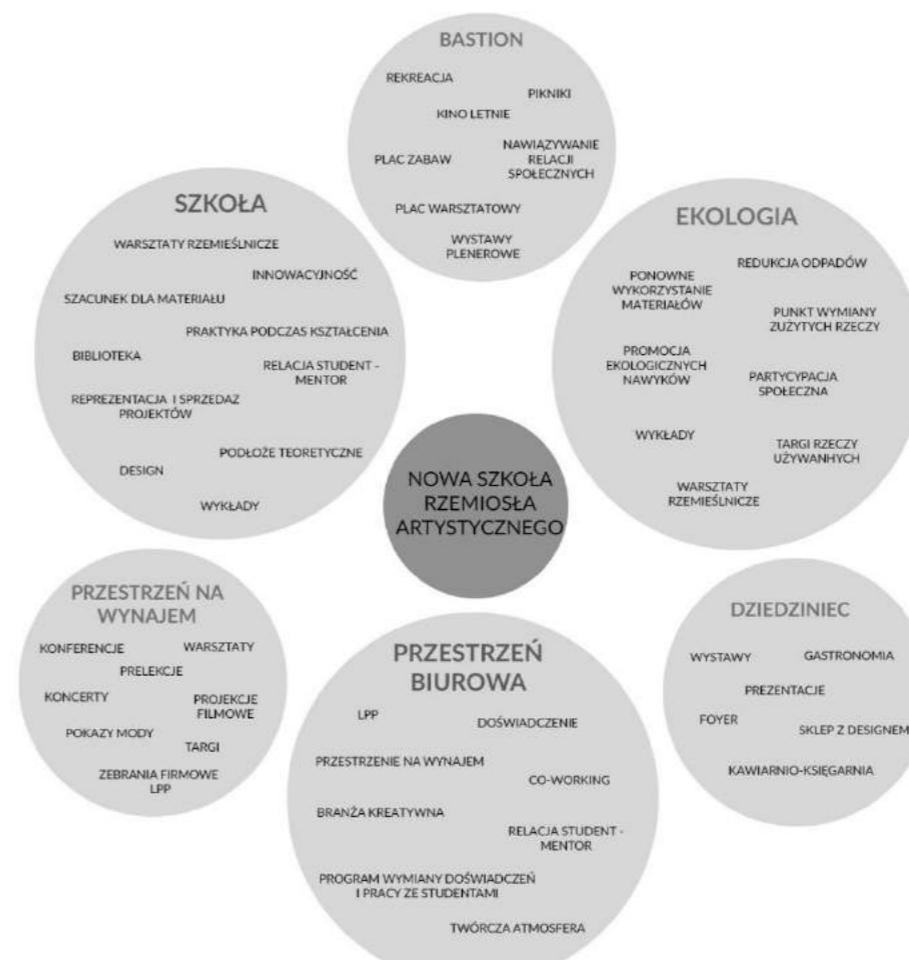 BASTION
REKREACJA
PIKNIKI
KINO LETNIE
PLAC ZABAW
NAWIĄZYWANIE
RELACJI
SPOŁECZNYCH
PLAC WARSZTATOWY
WYSTAWY
PLENEROWE
SZKOŁA
WARSZTATY RZEMIEŚLNICZE
INNOWACYJNOŚĆ
SZACUNEK DLA MATERIAŁU
PRAKTYKA PODCZAS KSZTAŁCENIA
BIBLIOTEKA
RELACJA STUDENT -
MENTOR
REPREZENTACJA I SPRZEDAŻ
PROJEKTÓW
PODŁOŻE TEORETYCZNE
DESIGN
WYKŁADY
EKOLOGIA
REDUKCJA ODPADÓW
PONOWNE
WYKORZYSTANIE
MATERIAŁÓW
PUNKT WYMIANY
ZUŻYTYCH RZECZY
PROMOCJA
EKOLOGICZNYCH
NAWYKÓW
PARTYCYPACJA
SPOŁECZNA
WYKŁADY
TARGI RZECZY
UŻYWANHYCH
WARSZTATY
RZEMIEŚLNICZE
NOWA SZKOŁA
RZEMIOSŁA
ARTYSTYCZNEGO
PRZESTRZEŃ NA
WYNAJEM
KONFERENCJE
WARSZTATY
PRELEKCJE
KONCERTY
PROJEKCJE
FILMOWE
POKAZY MODY
TARGI
ZEBRANIA FIRMOWE
LPP
PRZESTRZEŃ
BIUROWA
LPP
DOŚWIADCZENIE
PRZESTRZENIE NA WYNAJEM
CO-WORKING
BRANŻA KREATYWNA
RELACJA STUDENT -
MENTOR
PROGRAM WYMIANY DOŚWIADCZEŃ
I PRACY ZE STUDENTAMI
TWÓRCZA ATMOSFERA
DZIEDZINIEC
WYSTAWY
GASTRONOMIA
PREZENTACJE
FOYER
SKLEP Z DESIGNEM
KAWIARNIO-KSIĘGARNIA